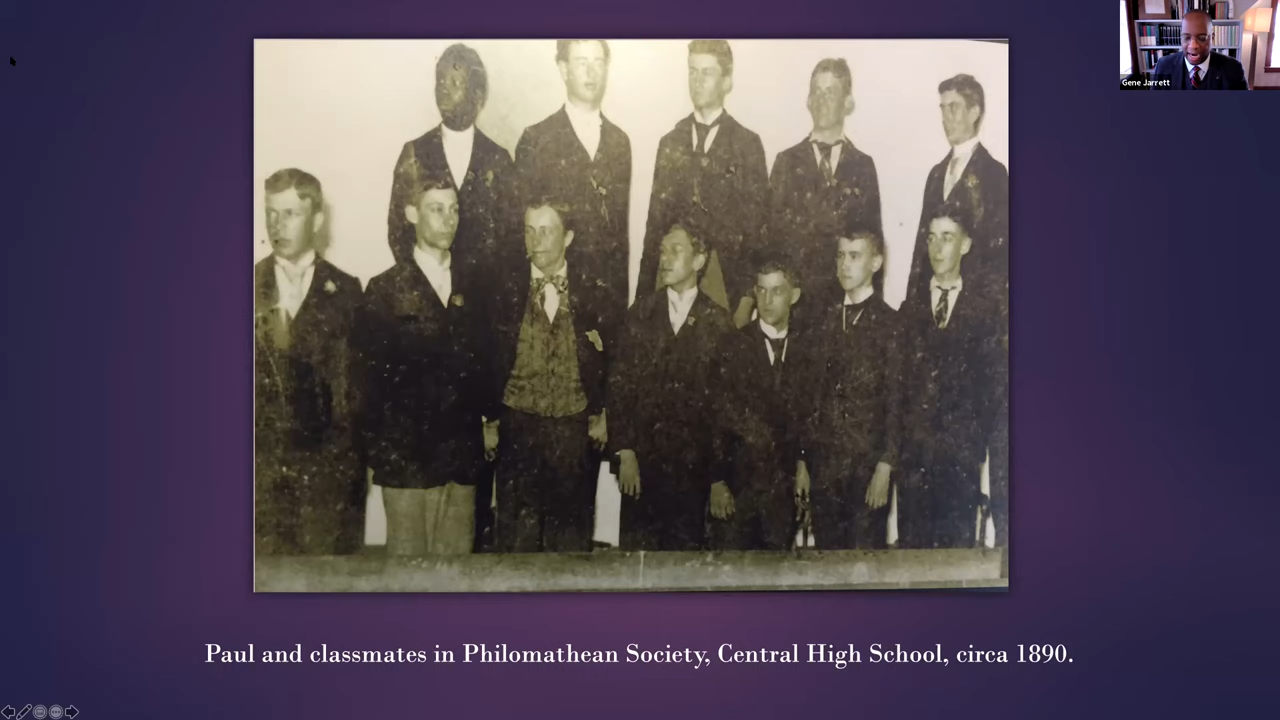 Gene Jarrett
Paul and classmates in Philomathean Society, Central High School, circa 1890.